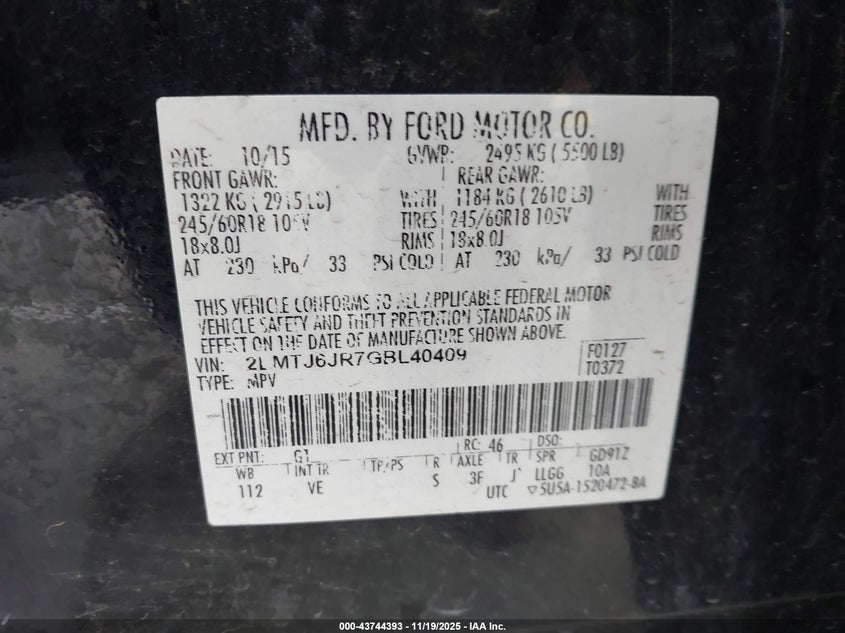 MFD. BY FORD MOTOR CO.
DATE: 10/15 GVWR: 2495 KG ( 5500 LB)
FRONT GAWR: REAR GAWR:
1322 KG ( 2915 LB) WITH 1184 KG ( 2610 LB) WITH
245/60R18 105V TIRES 245/60R18 105V TIRES
18x8.0J RIMS 18x8.0J RIMS
AT 230 kPa/ 33 PSI COLD AT 230 kPa/ 33 PSI COLD
THIS VEHICLE CONFORMS TO ALL APPLICABLE FEDERAL MOTOR
VEHICLE SAFETY AND THEFT PREVENTION STANDARDS IN
EFFECT ON THE DATE OF MANUFACTURE SHOWN ABOVE.
VIN: 2LMTJ6JR7GBL40409 F0127
TYPE: MPV T0372
EXT PNT: G1 RC: 46 DSO:
WB INT TR TP/PS R AXLE TR SPR GD91Z
112 VE S 3F J LLGG 10A
UTC ▽5U5A-1520472-BA
000-43744393 - 11/19/2025 - IAA Inc.